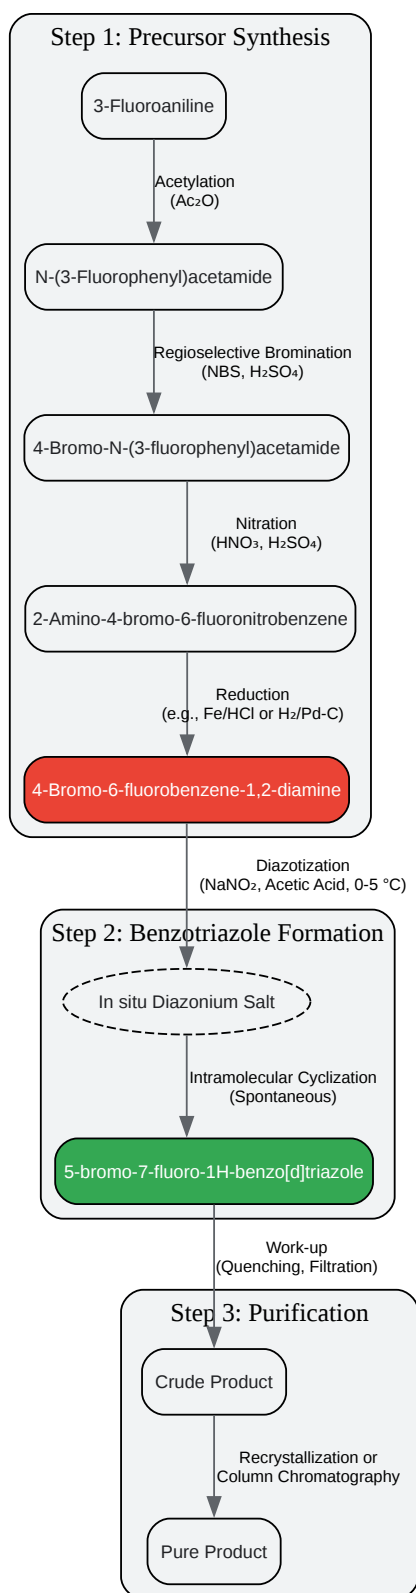 Step 1: Precursor Synthesis
3-Fluoroaniline
Acetylation
(Ac₂O)
N-(3-Fluorophenyl)acetamide
Regioselective Bromination
(NBS, H₂SO₄)
4-Bromo-N-(3-fluorophenyl)acetamide
Nitration
(HNO₃, H₂SO₄)
2-Amino-4-bromo-6-fluoronitrobenzene
Reduction
(e.g., Fe/HCl or H₂/Pd-C)
4-Bromo-6-fluorobenzene-1,2-diamine
Diazotization
(NaNO₂, Acetic Acid, 0-5 °C)
Step 2: Benzotriazole Formation
In situ Diazonium Salt
Intramolecular Cyclization
(Spontaneous)
5-bromo-7-fluoro-1H-benzo[d]triazole
Work-up
(Quenching, Filtration)
Step 3: Purification
Crude Product
Recrystallization or
Column Chromatography
Pure Product